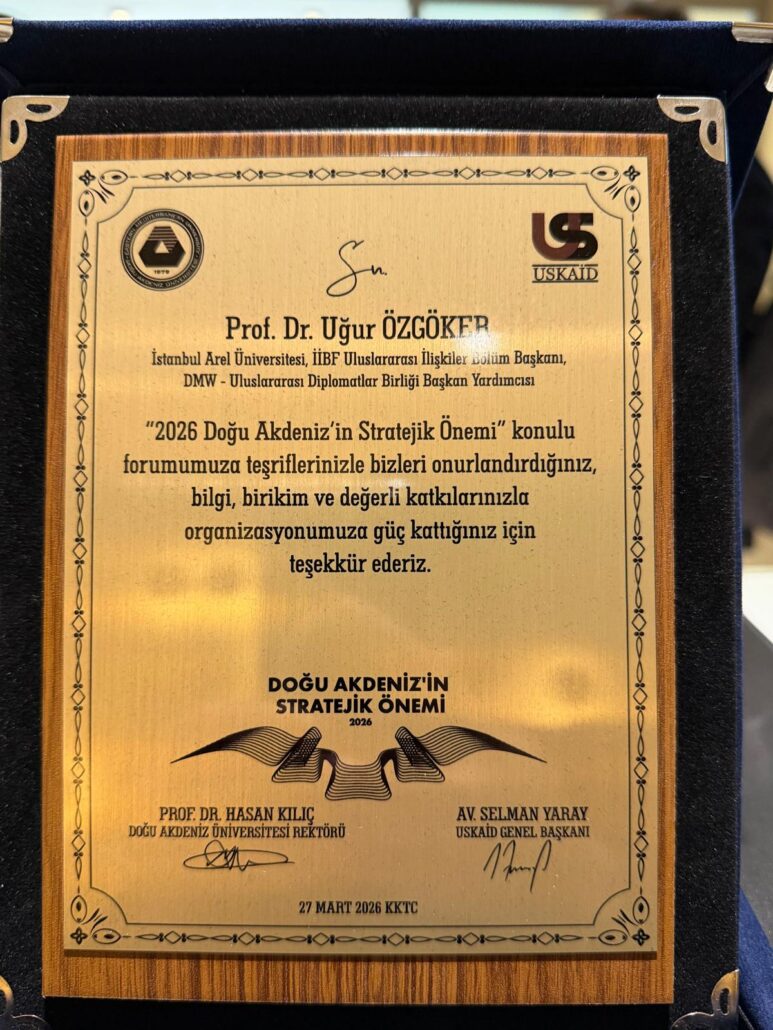 1979
USKAİD
Sn.
Prof. Dr. Uğur ÖZGÖKER
İstanbul Arel Üniversitesi, İİBF Uluslararası İlişkiler Bölüm Başkanı,
DMW - Uluslararası Diplomatlar Birliği Başkan Yardımcısı
"2026 Doğu Akdeniz'in Stratejik Önemi" konulu
forumumuza teşriflerinizle bizleri onurlandırdığınız,
bilgi, birikim ve değerli katkılarınızla
organizasyonumuza güç kattığınız için
teşekkür ederiz.
DOĞU AKDENİZ'İN
STRATEJİK ÖNEMİ
2026
PROF. DR. HASAN KILIÇ
DOĞU AKDENİZ ÜNİVERSİTESİ REKTÖRÜ
AV. SELMAN YARAY
USKAİD GENEL BAŞKANI
27 MART 2026 KKTC